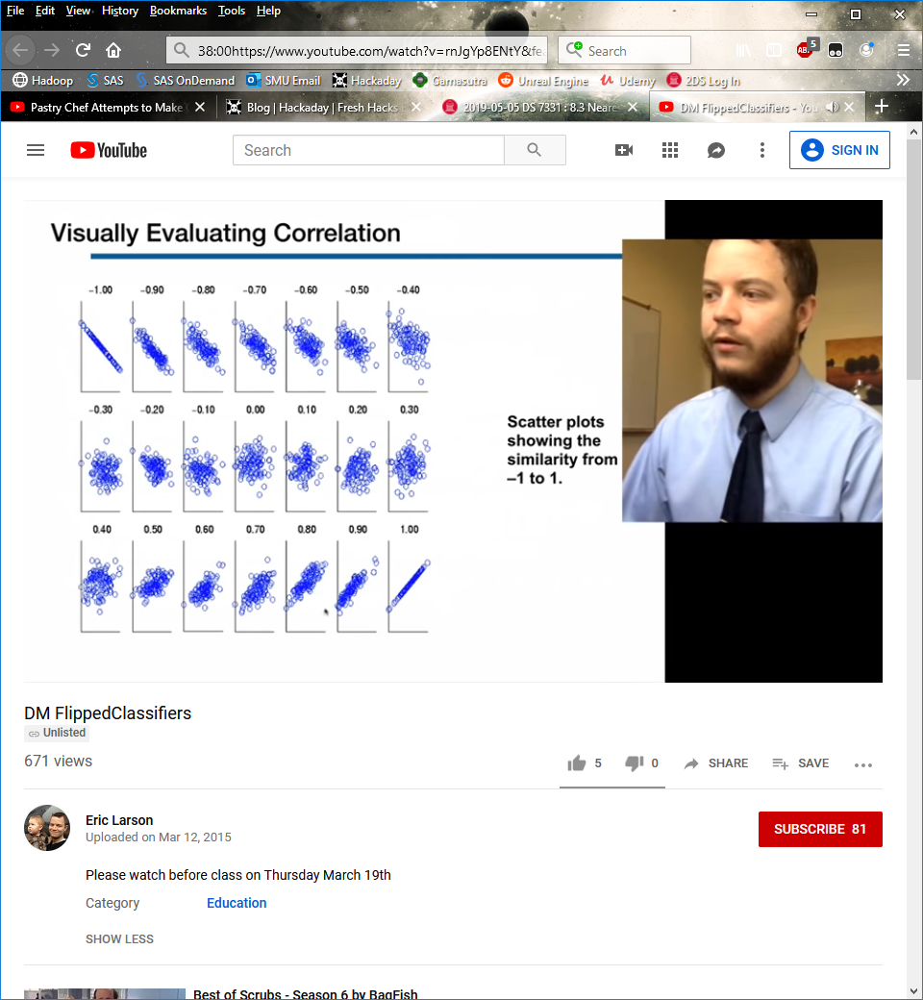 File Edit View History Bookmarks Tools Help
38:00https://www.youtube.com/watch?v=rnJgYp8ENtY&fea Search
Hadoop SAS SAS OnDemand SMU Email Hackaday Gamasutra Unreal Engine Udemy 2DS Log In
Pastry Chef Attempts to Make Blog | Hackaday | Fresh Hacks 2019-05-05 DS 7331 : 8.3 Neare DM FlippedClassifiers - You
YouTube
Search
SIGN IN
Visually Evaluating Correlation
−1.00 −0.90 −0.80 −0.70 −0.60 −0.50 −0.40
−0.30 −0.20 −0.10 0.00 0.10 0.20 0.30
0.40 0.50 0.60 0.70 0.80 0.90 1.00
Scatter plots
showing the
similarity from
–1 to 1.
DM FlippedClassifiers
Unlisted
671 views
5 0 SHARE SAVE
Eric Larson
Uploaded on Mar 12, 2015
SUBSCRIBE 81
Please watch before class on Thursday March 19th
Category Education
SHOW LESS
Best of Scrubs - Season 6 by BagFish